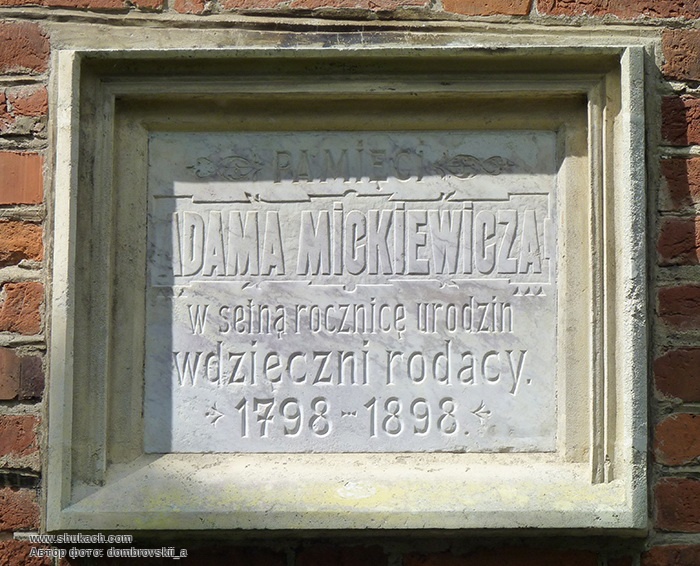 PAMIĘCI
ADAMA MICKIEWICZA
w setną rocznicę urodzin
wdzięczni rodacy.
1798 - 1898.
www.shukach.com
Автор фото: dombrovskii_a